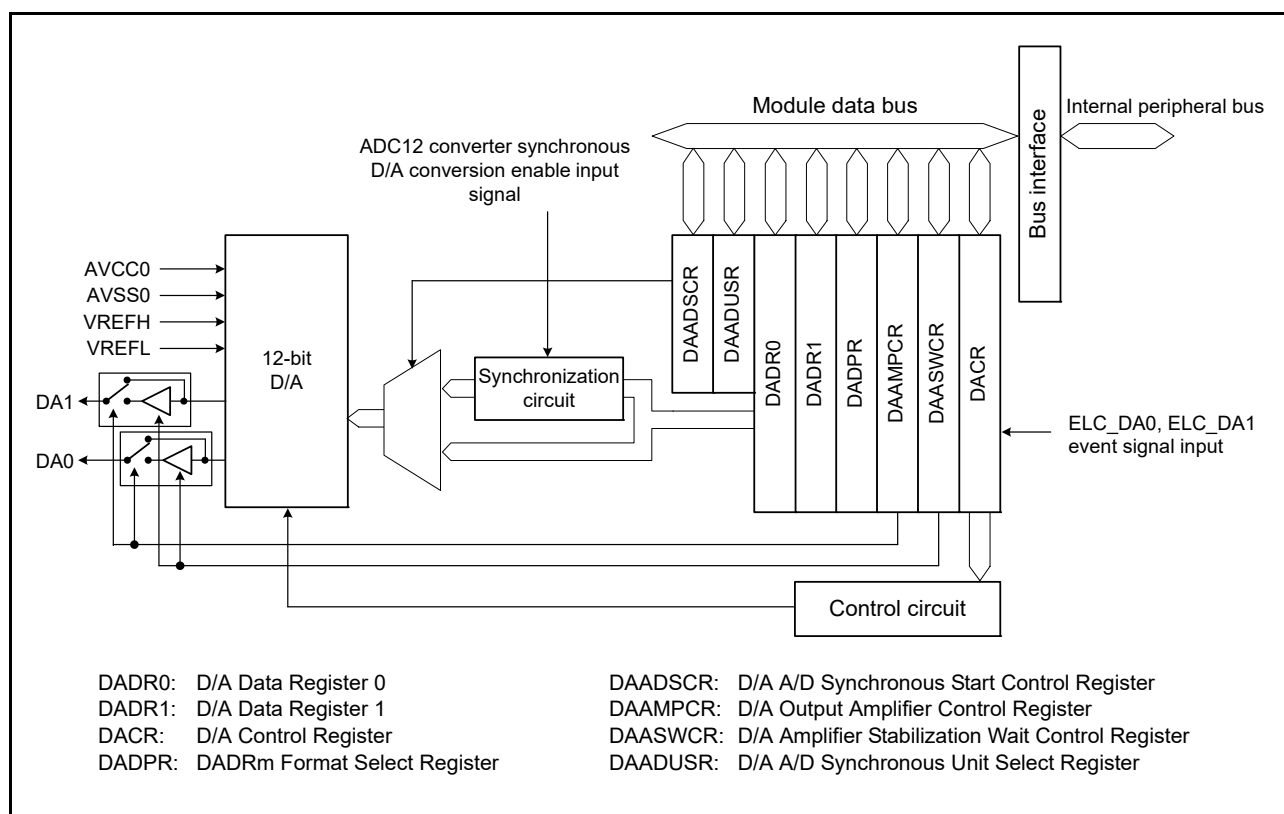 Module data bus
Internal peripheral bus
Bus interface
ADC12 converter synchronous
D/A conversion enable input
signal
AVCC0
AVSS0
VREFH
VREFL
12-bit
D/A
DA1
DA0
Synchronization
circuit
DAADSCR
DAADUSR
DADR0
DADR1
DADPR
DAAMPCR
DAASWCR
DACR
ELC_DA0, ELC_DA1
event signal input
Control circuit
DADR0: D/A Data Register 0
DADR1: D/A Data Register 1
DACR: D/A Control Register
DADPR: DADRm Format Select Register
DAADSCR: D/A A/D Synchronous Start Control Register
DAAMPCR: D/A Output Amplifier Control Register
DAASWCR: D/A Amplifier Stabilization Wait Control Register
DAADUSR: D/A A/D Synchronous Unit Select Register